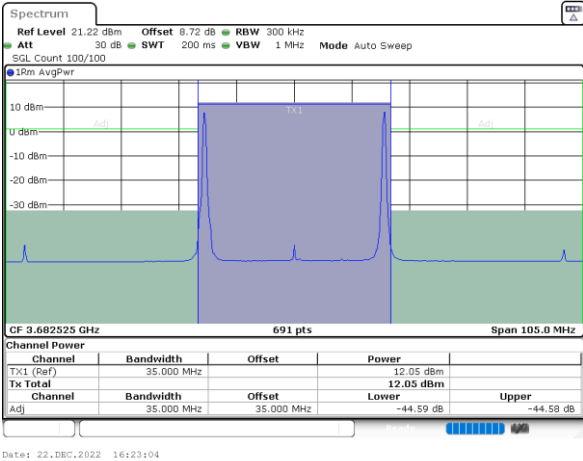 Spectrum
Ref Level 21.22 dBm Offset 8.72 dB RBW 300 kHz
Att 30 dB SWT 200 ms VBW 1 MHz Mode Auto Sweep
SGL Count 100/100
1Rm AvgPwr
10 dBm
TX1
Adj Adj
0 dBm
-10 dBm
-20 dBm
-30 dBm
CF 3.682525 GHz 691 pts Span 105.0 MHz
Channel Power
Channel Bandwidth Offset Power
TX1 (Ref) 35.000 MHz 12.05 dBm
Tx Total 12.05 dBm
Channel Bandwidth Offset Lower Upper
Adj 35.000 MHz 35.000 MHz -44.59 dB -44.58 dB
Ready
Date: 22.DEC.2022 16:23:04